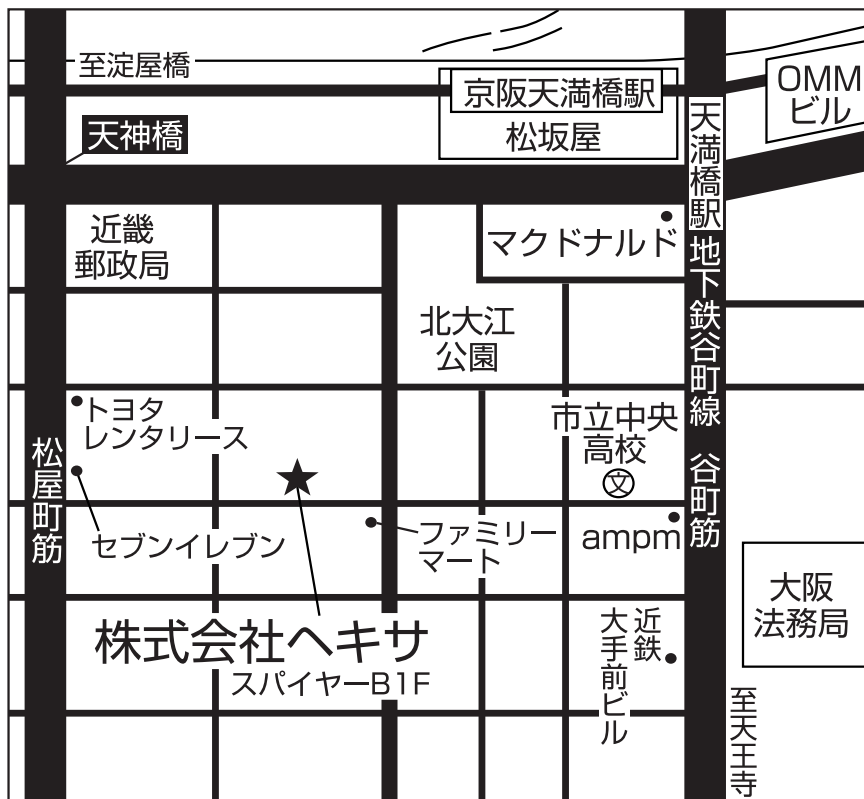 至淀屋橋
京阪天満橋駅
松坂屋
OMM
ビル
天神橋
天満橋駅
地下鉄谷町線 谷町筋
近畿
郵政局
マクドナルド
北大江
公園
トヨタ
レンタリース
市立中央
高校
文
松屋町筋
セブンイレブン
ファミリー
マート
ampm
大阪
法務局
株式会社ヘキサ
スパイヤーB1F
近鉄
大手前ビル
至天王寺